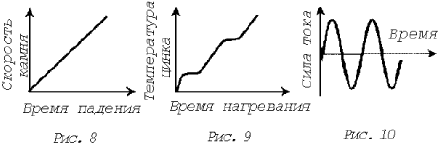 Скорость
камня
Время падения
Рис. 8
Температура
цинка
Время нагревания
Рис. 9
Сила тока
Время
Рис. 10